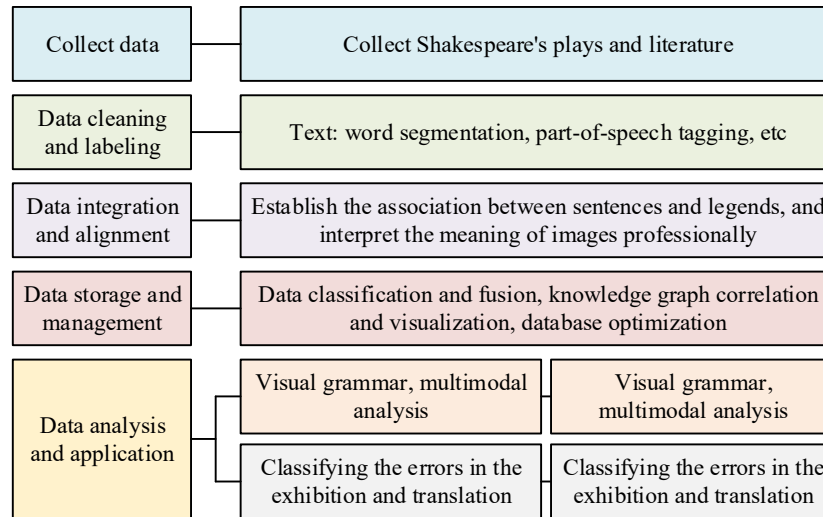 Collect data
Collect Shakespeare's plays and literature
Data cleaning
and labeling
Text: word segmentation, part-of-speech tagging, etc
Data integration
and alignment
Establish the association between sentences and legends, and
interpret the meaning of images professionally
Data storage and
management
Data classification and fusion, knowledge graph correlation
and visualization, database optimization
Data analysis
and application
Visual grammar, multimodal
analysis
Visual grammar,
multimodal analysis
Classifying the errors in the
exhibition and translation
Classifying the errors in the
exhibition and translation